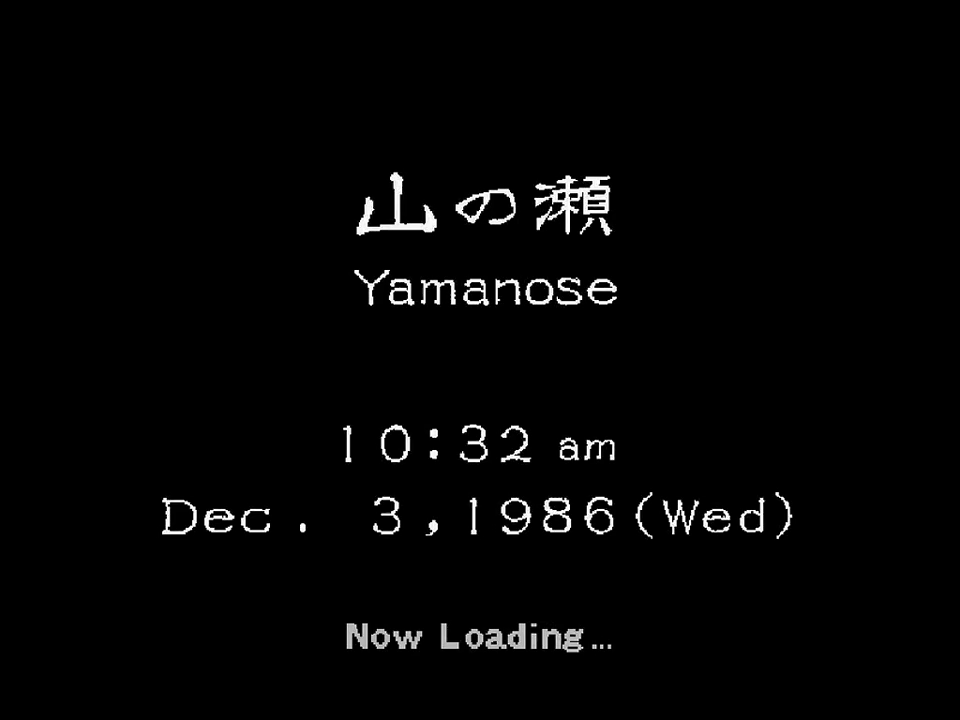 山の瀬
Yamanose
10:32 am
Dec. 3,1986(Wed)
Now Loading...